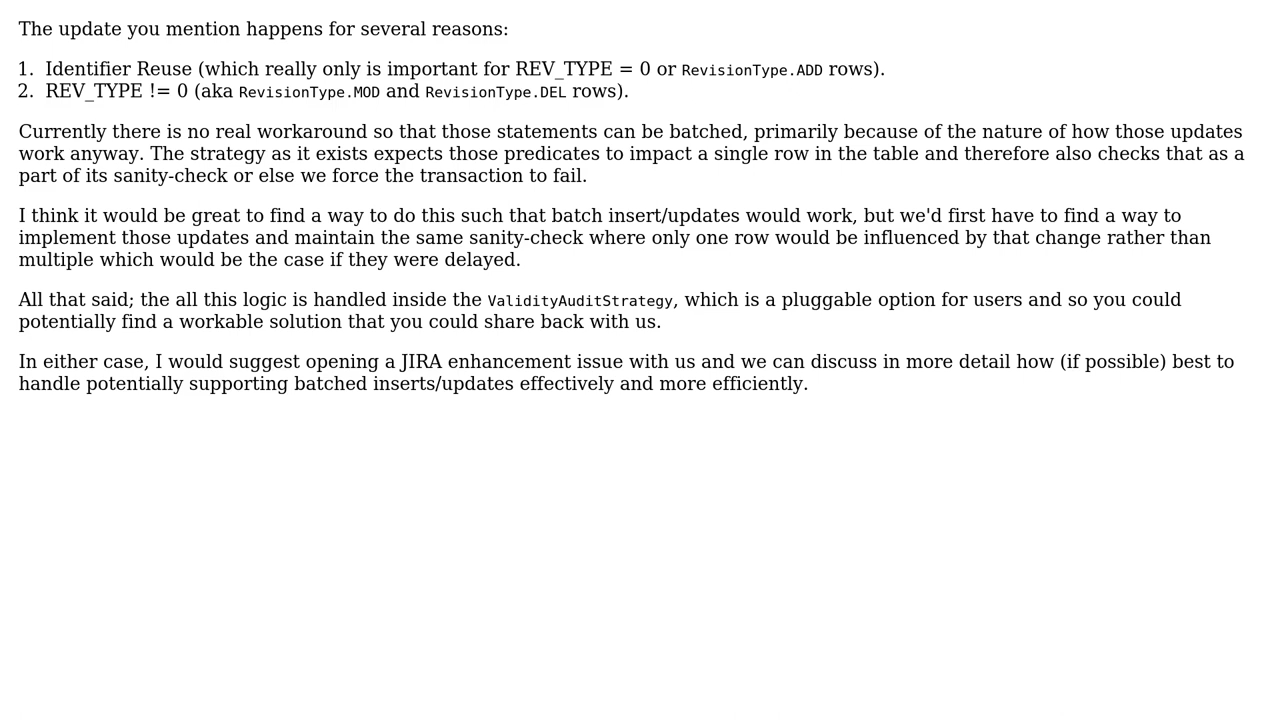 The update you mention happens for several reasons:
1. Identifier Reuse (which really only is important for REV_TYPE = 0 or RevisionType.ADD rows).
2. REV_TYPE != 0 (aka RevisionType.MOD and RevisionType.DEL rows).
Currently there is no real workaround so that those statements can be batched, primarily because of the nature of how those updates
work anyway. The strategy as it exists expects those predicates to impact a single row in the table and therefore also checks that as a
part of its sanity-check or else we force the transaction to fail.
I think it would be great to find a way to do this such that batch insert/updates would work, but we'd first have to find a way to
implement those updates and maintain the same sanity-check where only one row would be influenced by that change rather than
multiple which would be the case if they were delayed.
All that said; the all this logic is handled inside the ValidityAuditStrategy, which is a pluggable option for users and so you could
potentially find a workable solution that you could share back with us.
In either case, I would suggest opening a JIRA enhancement issue with us and we can discuss in more detail how (if possible) best to
handle potentially supporting batched inserts/updates effectively and more efficiently.